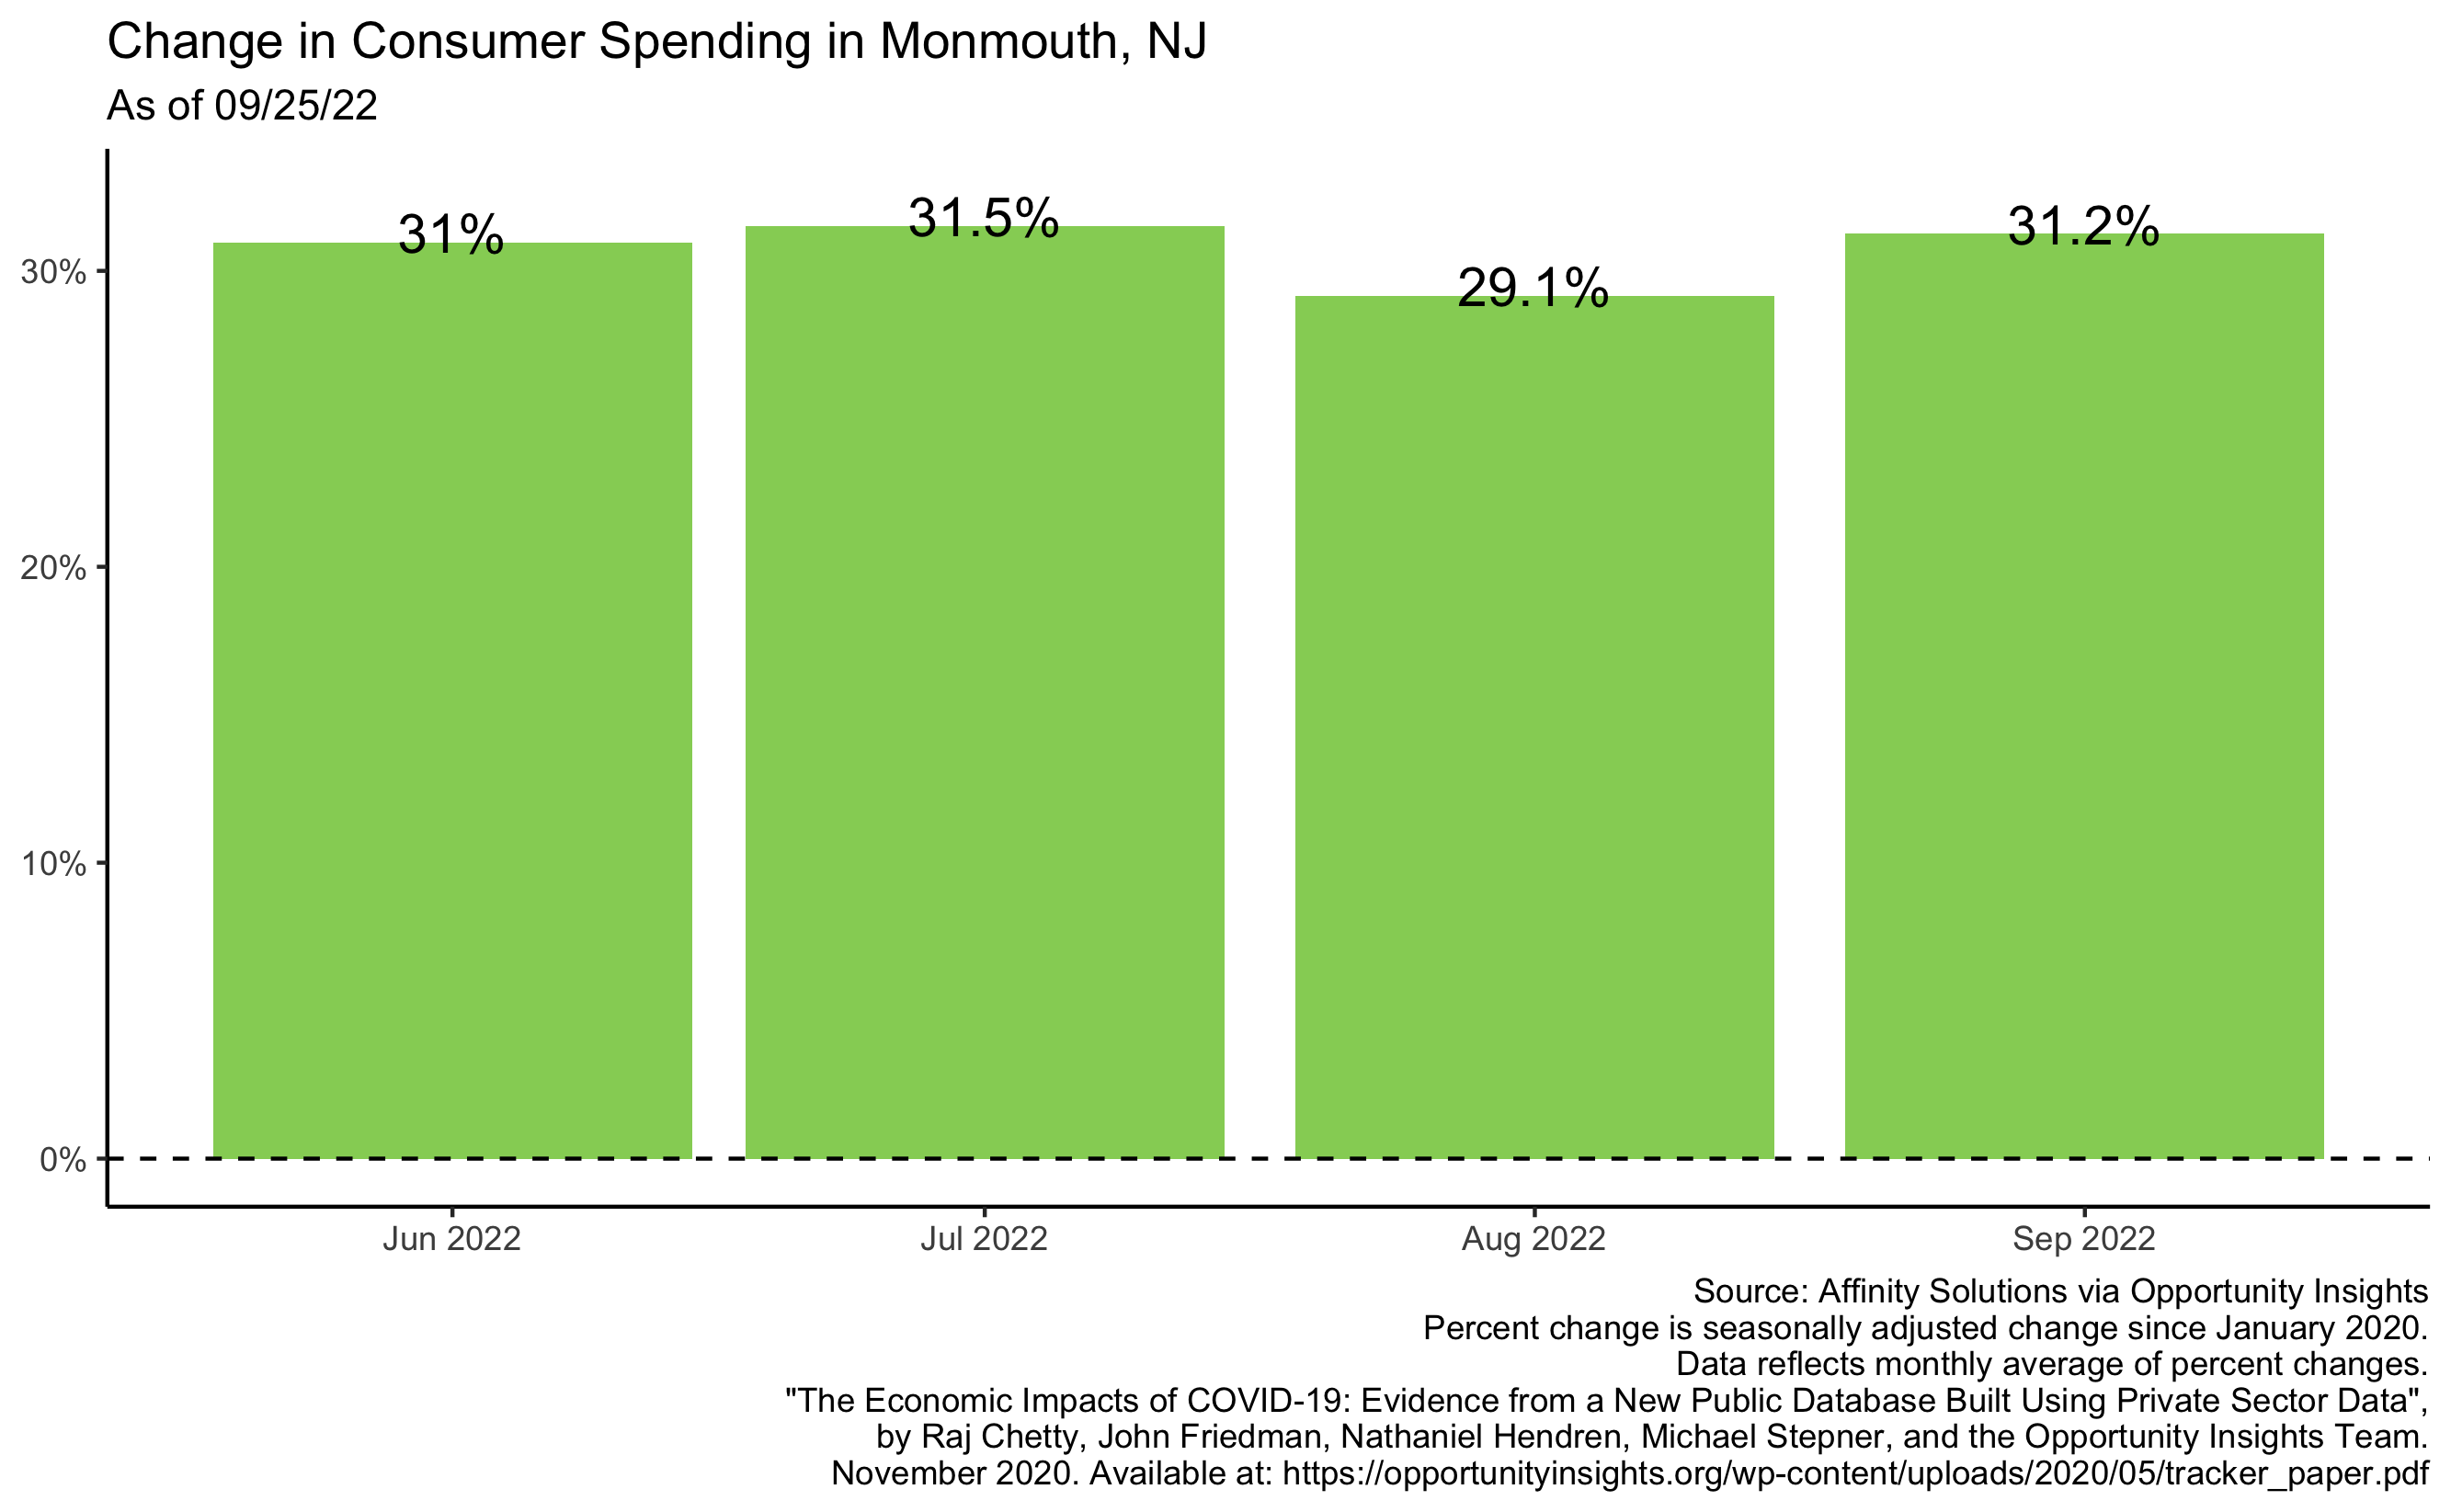 Change in Consumer Spending in Monmouth, NJ
As of 09/25/22
31%
31.5%
29.1%
31.2%
30%
20%
10%
0%
Jun 2022
Jul 2022
Aug 2022
Sep 2022
Source: Affinity Solutions via Opportunity Insights
Percent change is seasonally adjusted change since January 2020.
Data reflects monthly average of percent changes.
"The Economic Impacts of COVID-19: Evidence from a New Public Database Built Using Private Sector Data",
by Raj Chetty, John Friedman, Nathaniel Hendren, Michael Stepner, and the Opportunity Insights Team.
November 2020. Available at: https://opportunityinsights.org/wp-content/uploads/2020/05/tracker_paper.pdf